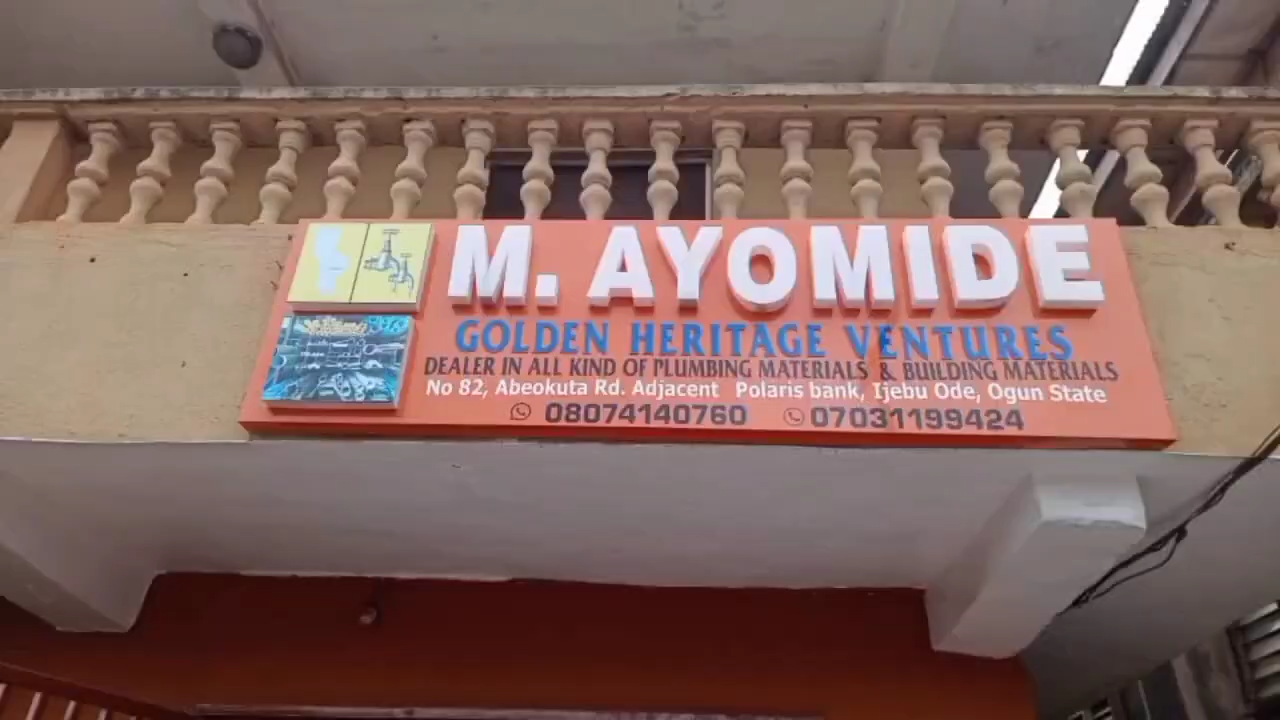 M. AYOMIDE
GOLDEN HERITAGE VENTURES
DEALER IN ALL KIND OF PLUMBING MATERIALS & BUILDING MATERIALS
No 82, Abeokuta Rd. Adjacent Polaris bank, Ijebu Ode, Ogun State
08074140760 07031199424